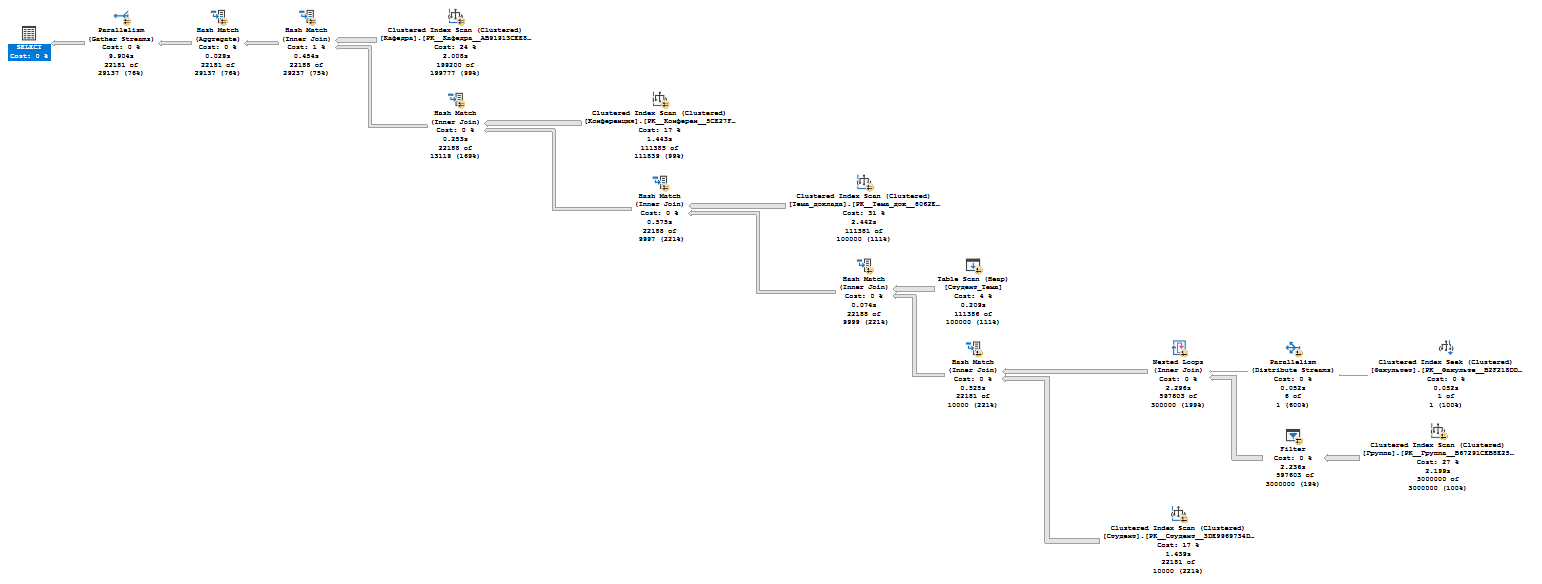 SELECT
Cost: 0 %
Parallelism
(Gather Streams)
Cost: 0 %
9.904s
22181 of
29137 (76%)
Hash Match
(Aggregate)
Cost: 0 %
0.029s
22181 of
29137 (76%)
Hash Match
(Inner Join)
Cost: 1 %
0.454s
22188 of
29237 (75%)
Clustered Index Scan (Clustered)
[Кафедра].[PK__Кафедра__AB91913CEE8…
Cost: 24 %
2.008s
199200 of
199777 (99%)
Hash Match
(Inner Join)
Cost: 0 %
0.253s
22188 of
13119 (169%)
Clustered Index Scan (Clustered)
[Конференция].[PK__Конферен__5CE27F…
Cost: 17 %
1.443s
111385 of
111839 (99%)
Hash Match
(Inner Join)
Cost: 0 %
0.575s
22188 of
9997 (221%)
Clustered Index Scan (Clustered)
[Тема_доклада].[PK__Тема_док__6062E…
Cost: 31 %
2.442s
111381 of
100000 (111%)
Hash Match
(Inner Join)
Cost: 0 %
0.074s
22188 of
9999 (221%)
Table Scan (Heap)
[Студент_Тема]
Cost: 4 %
0.209s
111386 of
100000 (111%)
Hash Match
(Inner Join)
Cost: 0 %
0.525s
22181 of
10000 (221%)
Nested Loops
(Inner Join)
Cost: 0 %
2.296s
597603 of
300000 (199%)
Parallelism
(Distribute Streams)
Cost: 0 %
0.052s
6 of
1 (600%)
Clustered Index Seek (Clustered)
[Факультет].[PK__Факульте__B2F218DD…
Cost: 0 %
0.052s
1 of
1 (100%)
Filter
Cost: 0 %
2.236s
597603 of
3000000 (19%)
Clustered Index Scan (Clustered)
[Группа].[PK__Группа__B67291CEB8E25…
Cost: 27 %
2.199s
3000000 of
3000000 (100%)
Clustered Index Scan (Clustered)
[Студент].[PK__Студент__3DE9969734D…
Cost: 17 %
1.439s
22181 of
10000 (221%)